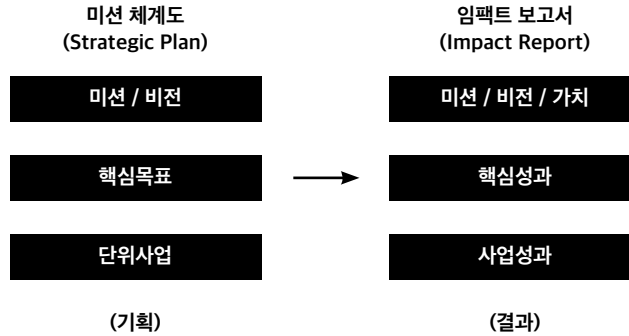 미션 체계도
(Strategic Plan)
미션 / 비전
핵심목표
단위사업
(기획)
임팩트 보고서
(Impact Report)
미션 / 비전 / 가치
핵심성과
사업성과
(결과)